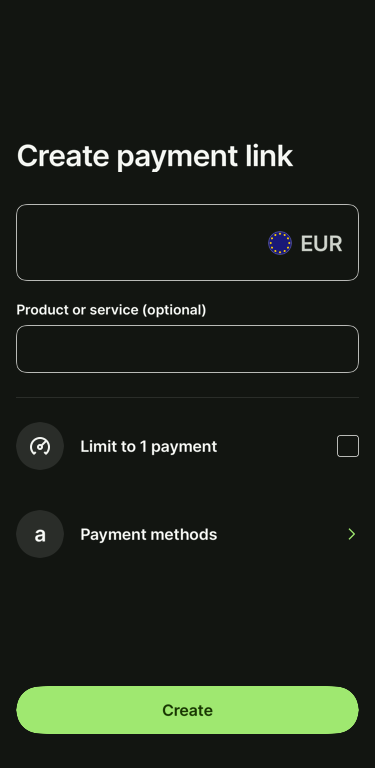 Create payment link
EUR
Product or service (optional)
Limit to 1 payment
a
Payment methods
Create